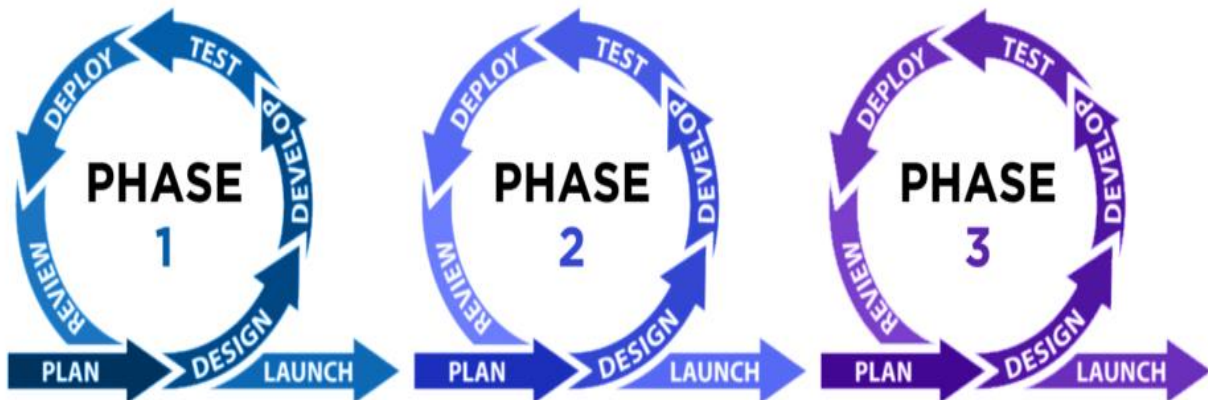 PLAN
DESIGN
DEVELOP
TEST
DEPLOY
REVIEW
LAUNCH
PHASE
1
PLAN
DESIGN
DEVELOP
TEST
DEPLOY
REVIEW
LAUNCH
PHASE
2
PLAN
DESIGN
DEVELOP
TEST
DEPLOY
REVIEW
LAUNCH
PHASE
3